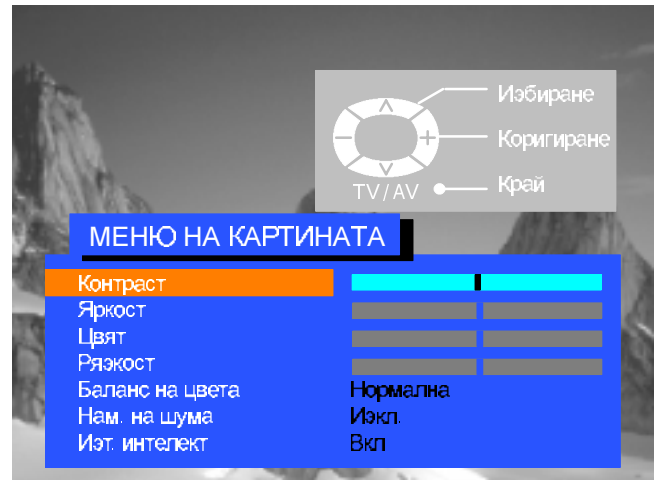 Иэбиране
Коригиране
TV/AV Край
МЕНЮ НА КАРТИНАТА
Контраст
Яркост
Цвят
Ряэкост
Баланс на цвета Нормална
Нам. на шума Иэкл.
Иэт. интелект Вкл